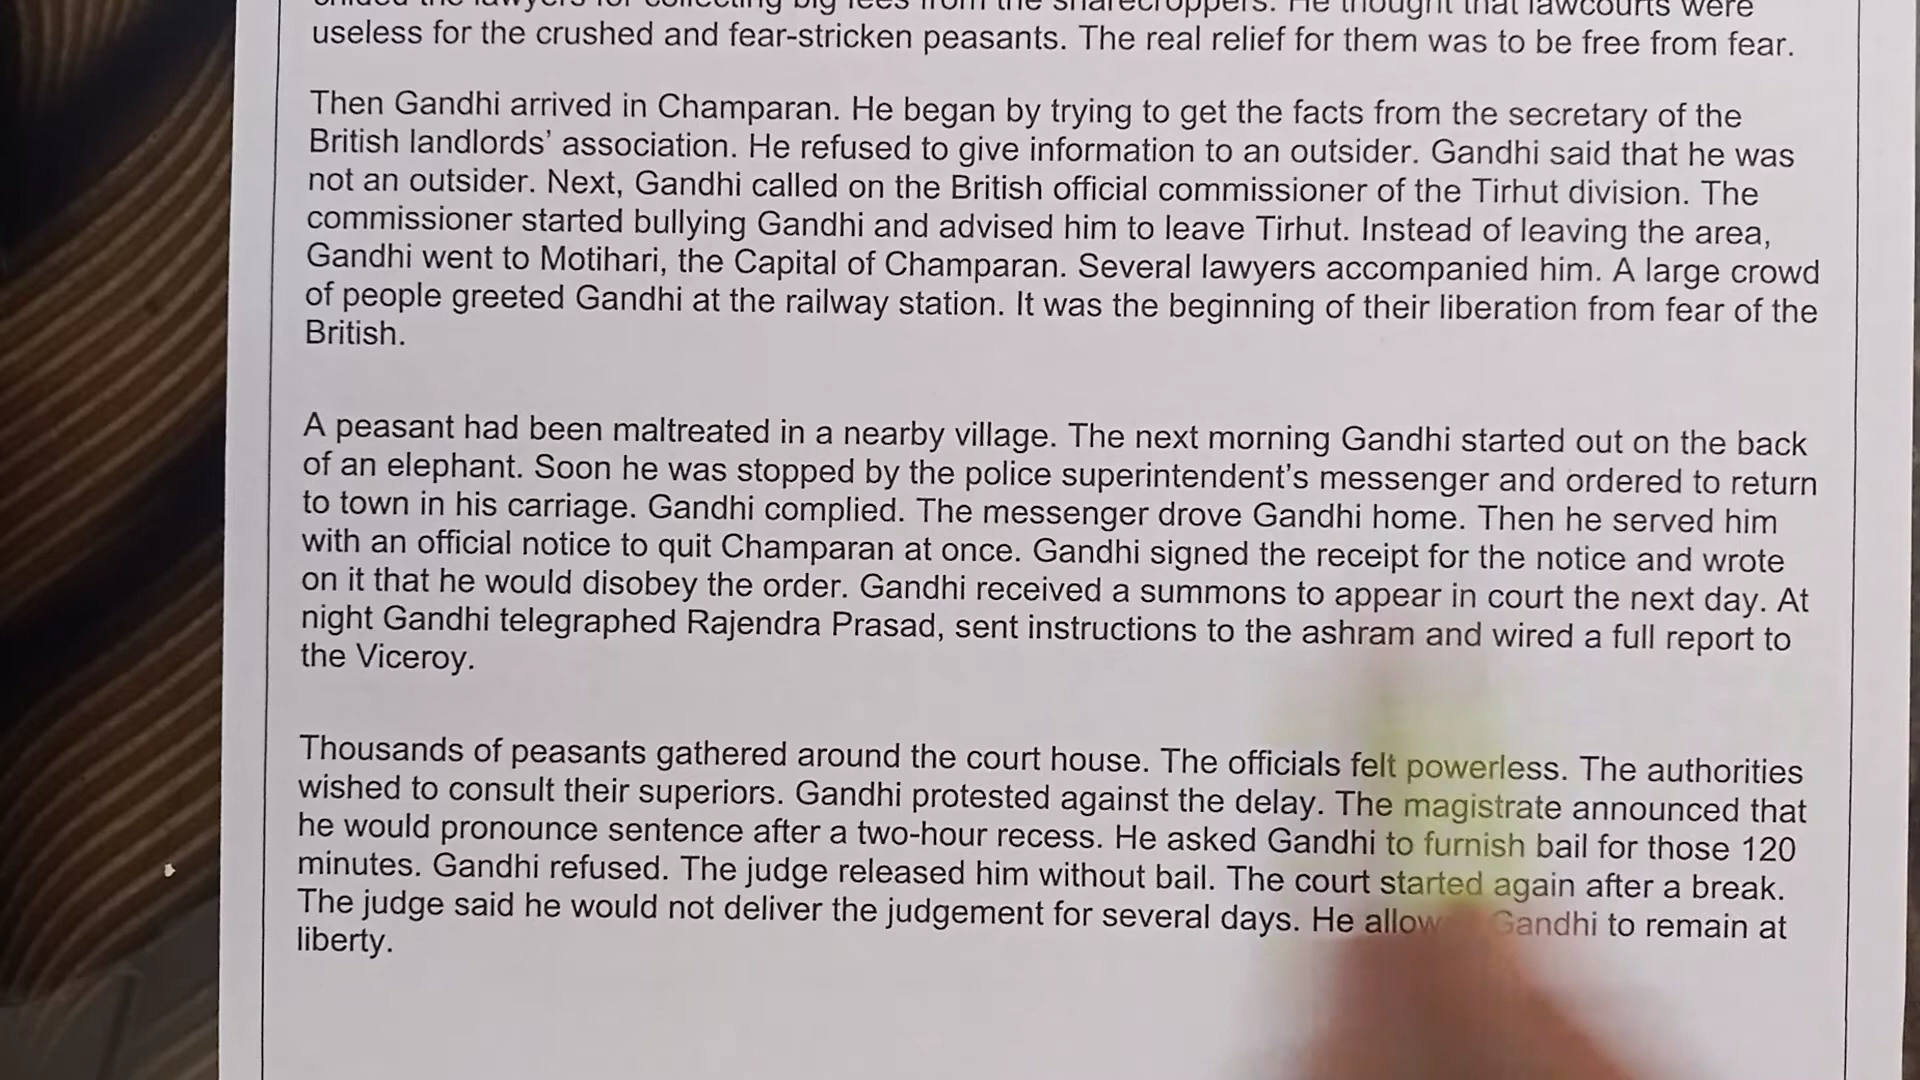 the lawyers for collecting big fees from the sharecroppers. He thought that lawcourts were
useless for the crushed and fear-stricken peasants. The real relief for them was to be free from fear.
Then Gandhi arrived in Champaran. He began by trying to get the facts from the secretary of the
British landlords’ association. He refused to give information to an outsider. Gandhi said that he was
not an outsider. Next, Gandhi called on the British official commissioner of the Tirhut division. The
commissioner started bullying Gandhi and advised him to leave Tirhut. Instead of leaving the area,
Gandhi went to Motihari, the Capital of Champaran. Several lawyers accompanied him. A large crowd
of people greeted Gandhi at the railway station. It was the beginning of their liberation from fear of the
British.
A peasant had been maltreated in a nearby village. The next morning Gandhi started out on the back
of an elephant. Soon he was stopped by the police superintendent’s messenger and ordered to return
to town in his carriage. Gandhi complied. The messenger drove Gandhi home. Then he served him
with an official notice to quit Champaran at once. Gandhi signed the receipt for the notice and wrote
on it that he would disobey the order. Gandhi received a summons to appear in court the next day. At
night Gandhi telegraphed Rajendra Prasad, sent instructions to the ashram and wired a full report to
the Viceroy.
Thousands of peasants gathered around the court house. The officials felt powerless. The authorities
wished to consult their superiors. Gandhi protested against the delay. The magistrate announced that
he would pronounce sentence after a two-hour recess. He asked Gandhi to furnish bail for those 120
minutes. Gandhi refused. The judge released him without bail. The court started again after a break.
The judge said he would not deliver the judgement for several days. He Gandhi to remain at
liberty.